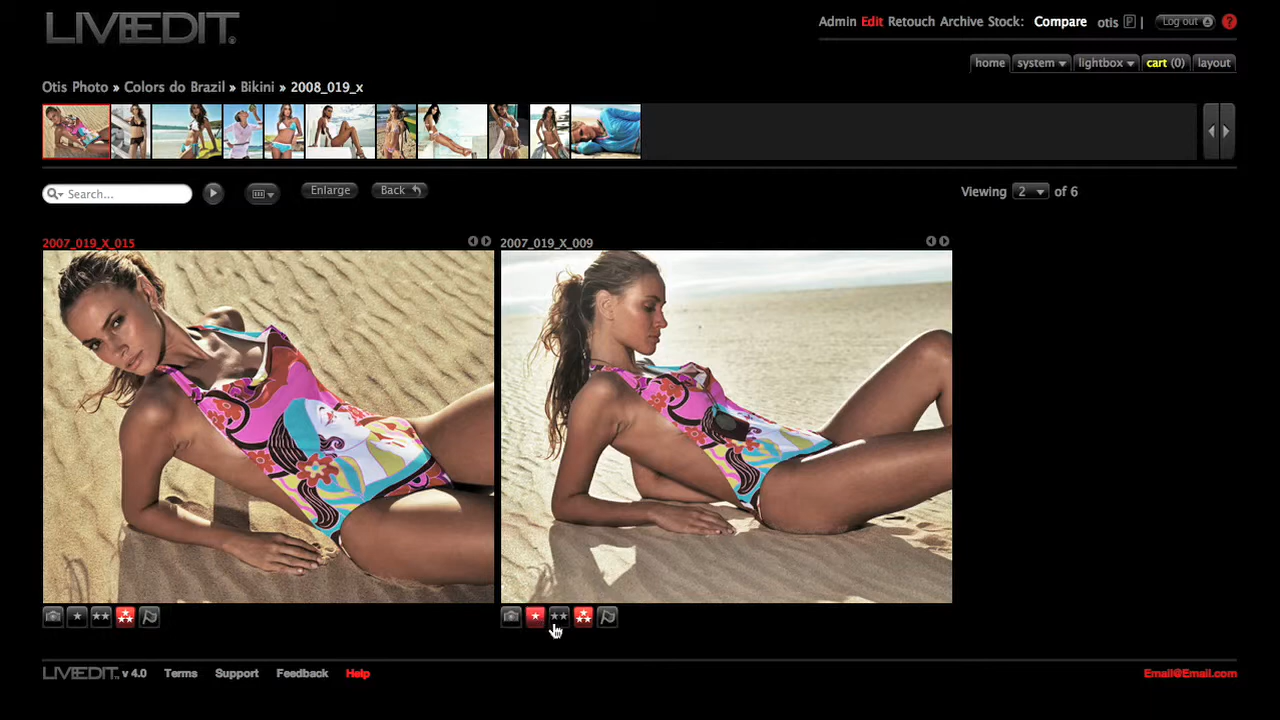 LIVEEDIT®
Admin Edit Retouch Archive Stock: Compare otis P | Log out ?
home system lightbox cart (0) layout
Otis Photo » Colors do Brazil » Bikini » 2008_019_x
Search... Enlarge Back Viewing 2 of 6
2007_019_X_015 2007_019_X_009
LIVEEDIT v 4.0 Terms Support Feedback Help Email@Email.com